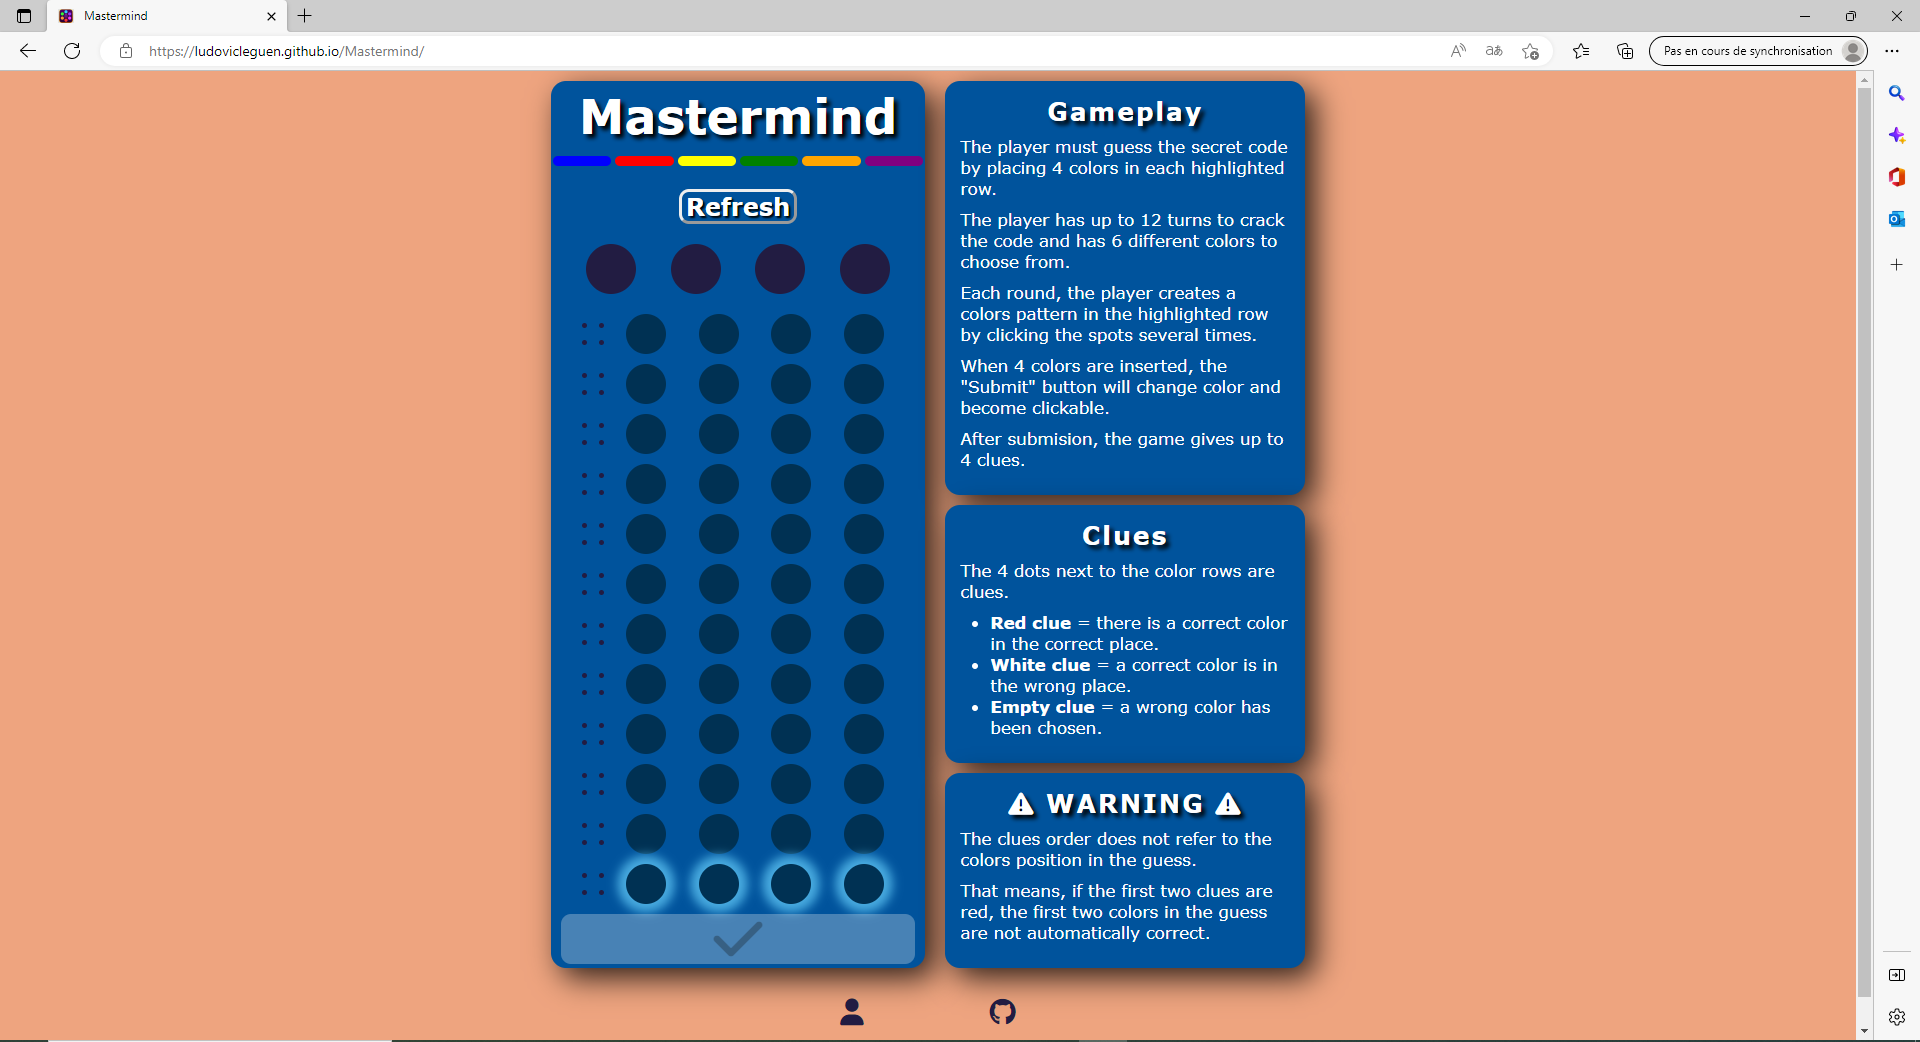 Mastermind
https://ludovicleguen.github.io/Mastermind/
Pas en cours de synchronisation
Mastermind
Refresh
Gameplay
The player must guess the secret code
by placing 4 colors in each highlighted
row.
The player has up to 12 turns to crack
the code and has 6 different colors to
choose from.
Each round, the player creates a
colors pattern in the highlighted row
by clicking the spots several times.
When 4 colors are inserted, the
"Submit" button will change color and
become clickable.
After submision, the game gives up to
4 clues.
Clues
The 4 dots next to the color rows are
clues.
Red clue = there is a correct color
in the correct place.
White clue = a correct color is in
the wrong place.
Empty clue = a wrong color has
been chosen.
WARNING
The clues order does not refer to the
colors position in the guess.
That means, if the first two clues are
red, the first two colors in the guess
are not automatically correct.